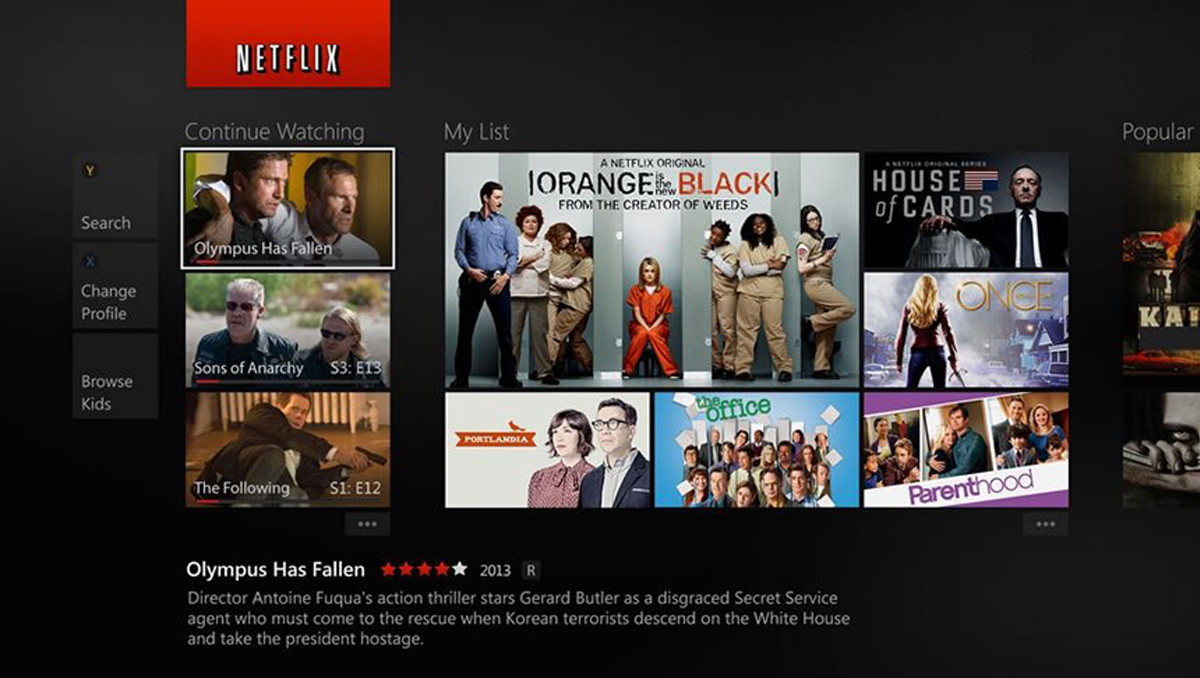 NETFLIX
Continue Watching
My List
Popular
Y
Search
X
Change
Profile
Browse
Kids
Olympus Has Fallen
Sons of Anarchy S3: E13
The Following S1: E12
A NETFLIX ORIGINAL
ORANGE is the new BLACK
FROM THE CREATOR OF WEEDS
A NETFLIX ORIGINAL SERIES
HOUSE
of CARDS
ONCE
PORTLANDIA
the office
Parenthood
KA
Olympus Has Fallen 2013 R
Director Antoine Fuqua's action thriller stars Gerard Butler as a disgraced Secret Service
agent who must come to the rescue when Korean terrorists descend on the White House
and take the president hostage.